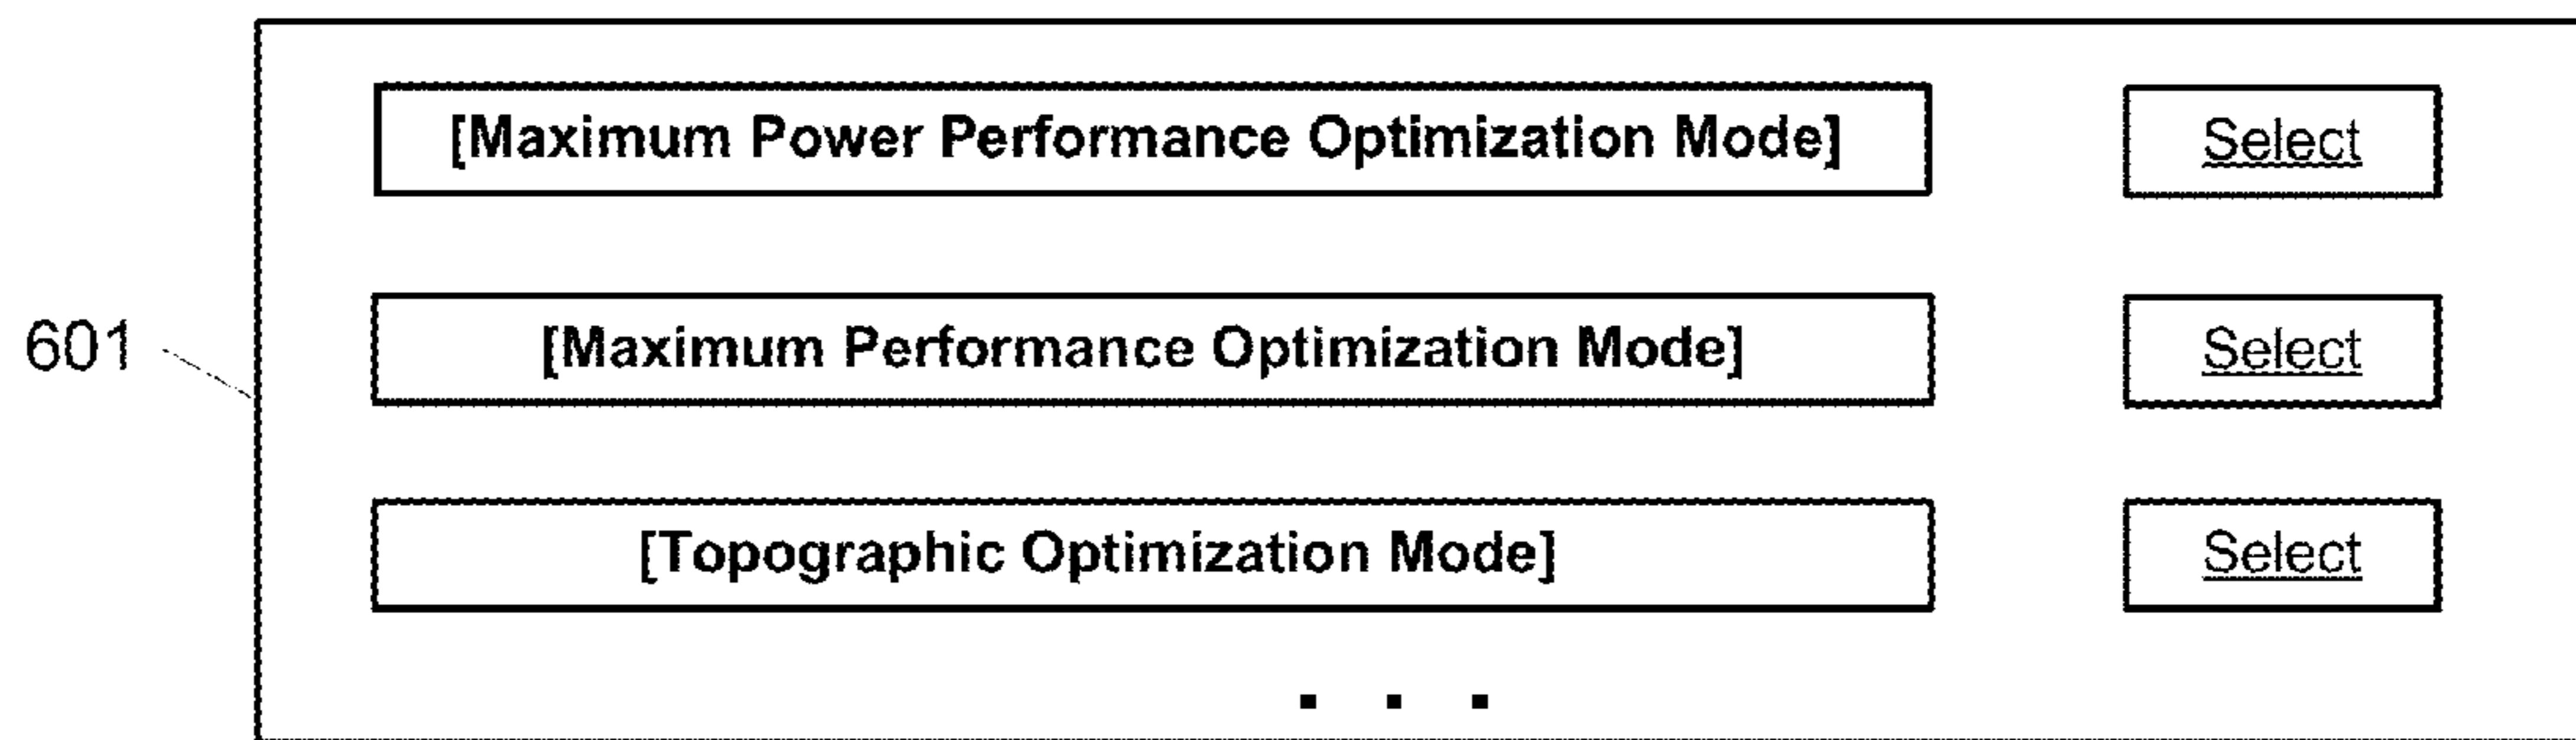 [Maximum Power Performance Optimization Mode] Select
601 [Maximum Performance Optimization Mode] Select
[Topographic Optimization Mode] Select
. . .